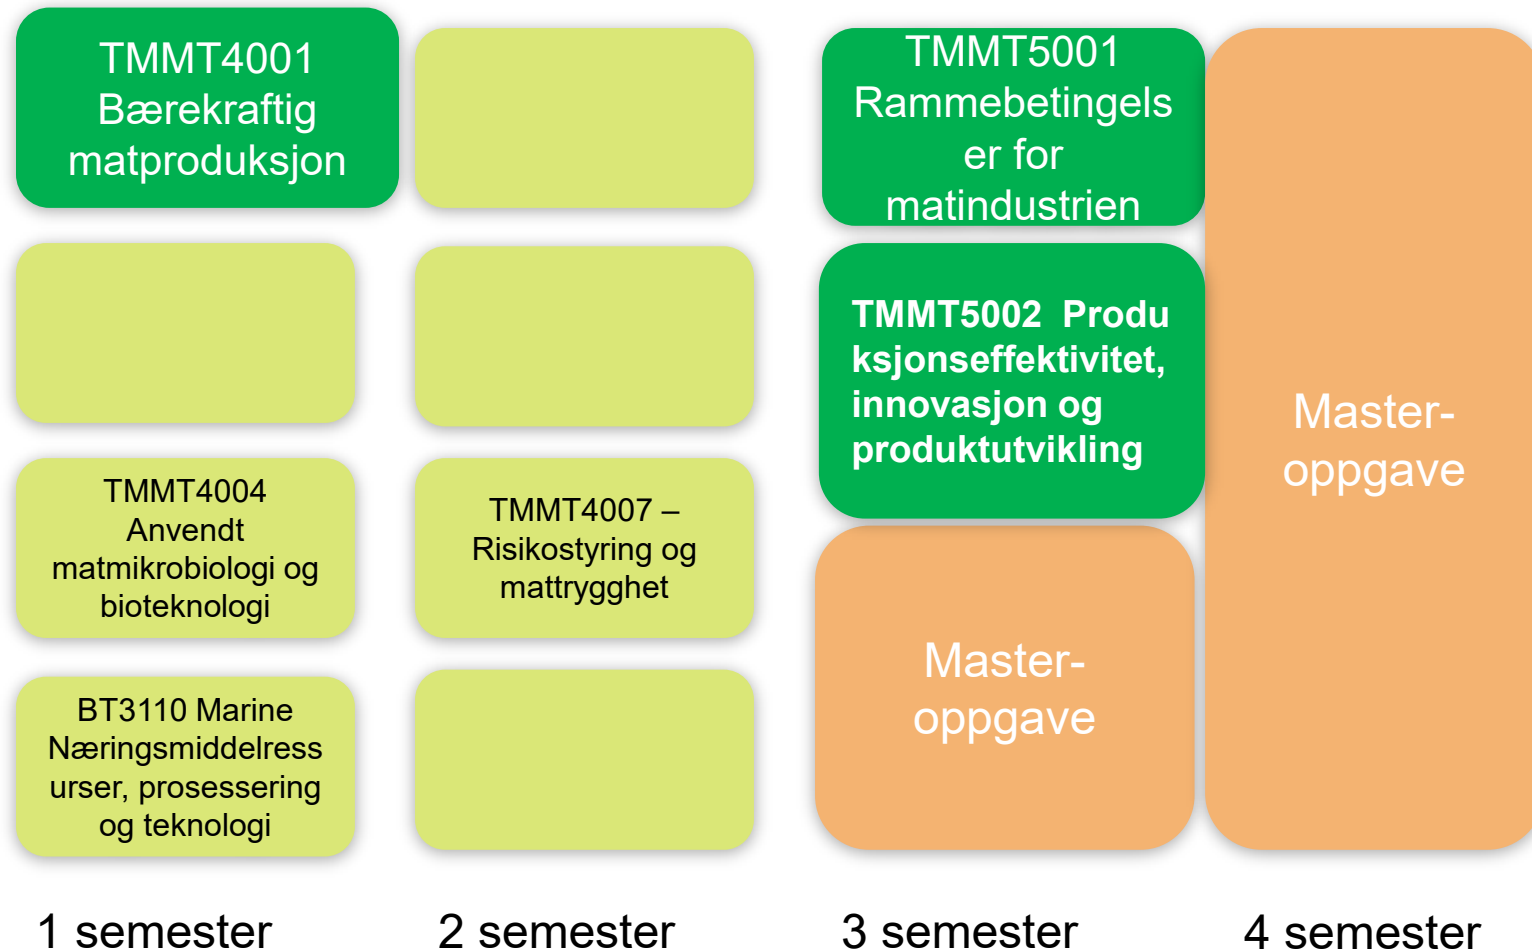 TMMT4001
Bærekraftig
matproduksjon
TMMT4004
Anvendt
matmikrobiologi og
bioteknologi
BT3110 Marine
Næringsmiddelress
urser, prosessering
og teknologi
TMMT4007 –
Risikostyring og
mattrygghet
TMMT5001
Rammebetingels
er for
matindustrien
TMMT5002  Produ
ksjonseffektivitet,
innovasjon og
produktutvikling
Master-
oppgave
Master-
oppgave
1 semester
2 semester
3 semester
4 semester